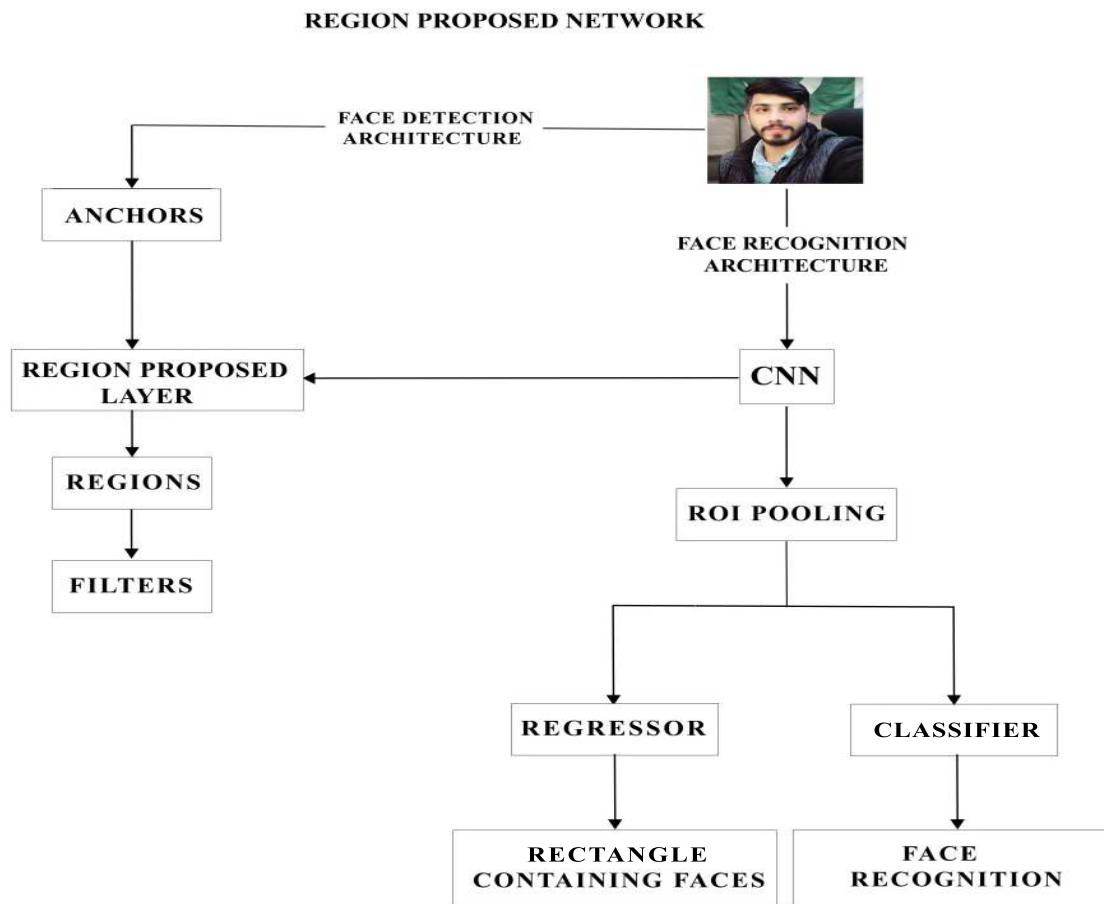 REGION PROPOSED NETWORK
FACE DETECTION
ARCHITECTURE
ANCHORS
FACE RECOGNITION
ARCHITECTURE
REGION PROPOSED
LAYER
CNN
REGIONS
ROI POOLING
FILTERS
REGRESSOR
CLASSIFIER
RECTANGLE
CONTAINING FACES
FACE
RECOGNITION